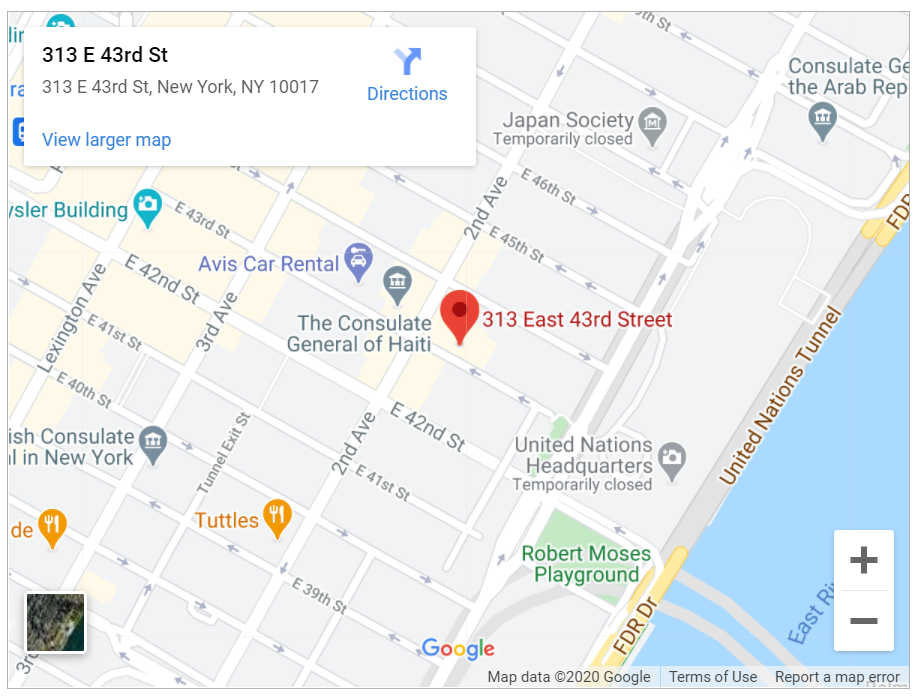 313 E 43rd St
313 E 43rd St, New York, NY 10017
Directions
View larger map
th St
Consulate Ge
the Arab Rep
Japan Society
Temporarily closed
E 46th St
2nd Ave
E 45th St
FDR
ysler Building
E 43rd St
Avis Car Rental
E 42nd St
Lexington Ave
3rd Ave
The Consulate
General of Haiti
313 East 43rd Street
E 41st St
E 40th St
United Nations Tunnel
E 42nd St
2nd Ave
Tunnel Exit St
ish Consulate
al in New York
E 41st St
United Nations
Headquarters
Temporarily closed
Tuttles
de
Robert Moses
Playground
E 39th St
FDR Dr
East Ri
3rd
Google
Map data ©2020 Google
Terms of Use
Report a map error